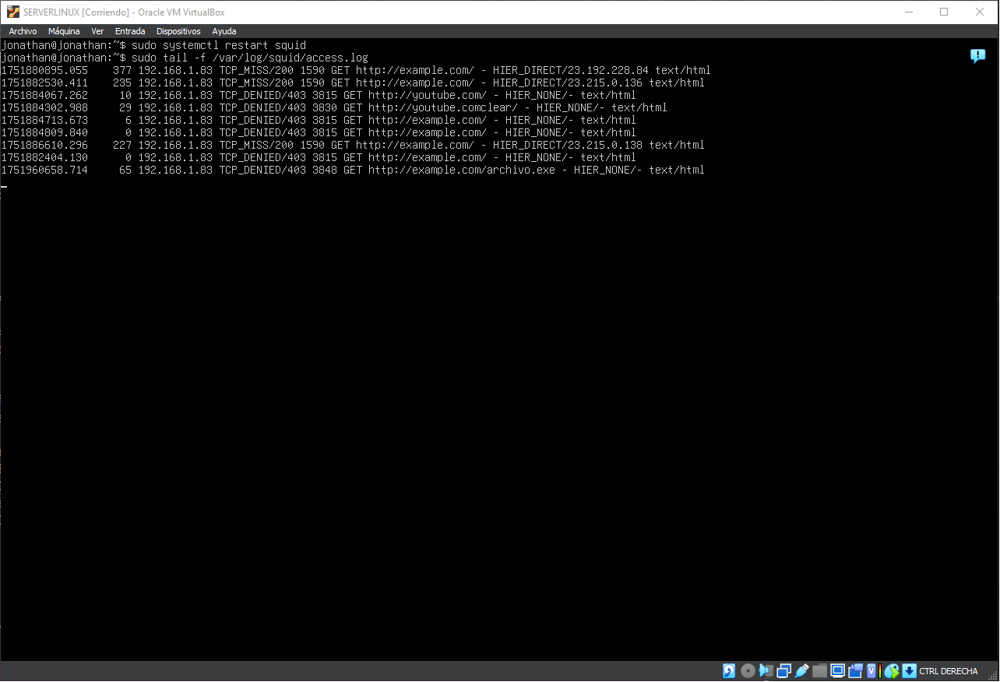 SERVERLINUX [Corriendo] - Oracle VM VirtualBox
Archivo Máquina Ver Entrada Dispositivos Ayuda
jonathan@jonathan:~$ sudo systemctl restart squid
jonathan@jonathan:~$ sudo tail -f /var/log/squid/access.log
1751880895.055    377 192.168.1.83 TCP_MISS/200 1590 GET http://example.com/ - HIER_DIRECT/23.192.228.84 text/html
1751882530.411    235 192.168.1.83 TCP_MISS/200 1590 GET http://example.com/ - HIER_DIRECT/23.215.0.136 text/html
1751884067.262     10 192.168.1.83 TCP_DENIED/403 3815 GET http://youtube.com/ - HIER_NONE/- text/html
1751884302.988     29 192.168.1.83 TCP_DENIED/403 3830 GET http://youtube.comclear/ - HIER_NONE/- text/html
1751884713.673      6 192.168.1.83 TCP_DENIED/403 3815 GET http://example.com/ - HIER_NONE/- text/html
1751884809.840      0 192.168.1.83 TCP_DENIED/403 3815 GET http://example.com/ - HIER_NONE/- text/html
1751886610.296    227 192.168.1.83 TCP_MISS/200 1590 GET http://example.com/ - HIER_DIRECT/23.215.0.138 text/html
1751882404.130      0 192.168.1.83 TCP_DENIED/403 3815 GET http://example.com/ - HIER_NONE/- text/html
1751960658.714     65 192.168.1.83 TCP_DENIED/403 3848 GET http://example.com/archivo.exe - HIER_NONE/- text/html
CTRL DERECHA